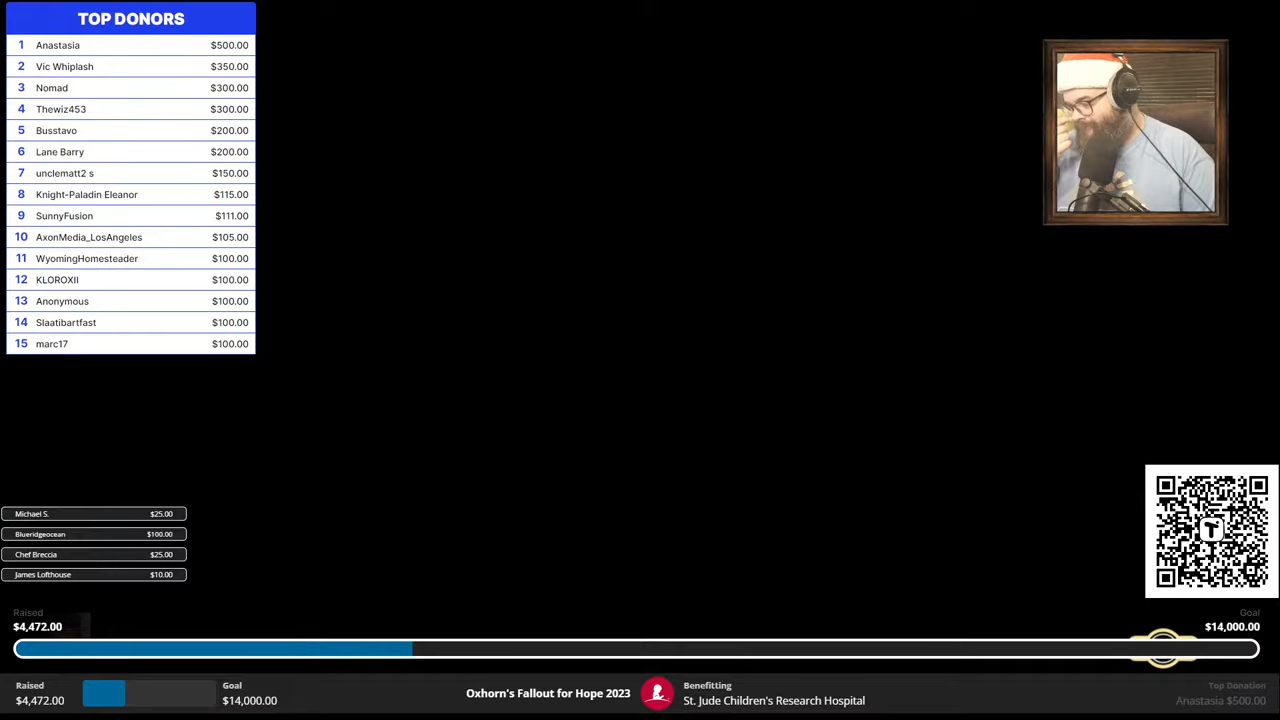 TOP DONORS
1 Anastasia $500.00
2 Vic Whiplash $350.00
3 Nomad $300.00
4 Thewiz453 $300.00
5 Busstavo $200.00
6 Lane Barry $200.00
7 unclematt2 s $150.00
8 Knight-Paladin Eleanor $115.00
9 SunnyFusion $111.00
10 AxonMedia_LosAngeles $105.00
11 WyomingHomesteader $100.00
12 KLOROXII $100.00
13 Anonymous $100.00
14 Slaatibartfast $100.00
15 marc17 $100.00
Michael S. $25.00
Blueridgeocean $100.00
Chef Breccia $25.00
James Lofthouse $10.00
Raised
$4,472.00
Goal
$14,000.00
Raised
$4,472.00
Goal
$14,000.00
Oxhorn's Fallout for Hope 2023
Benefitting
St. Jude Children's Research Hospital
Top Donation
Anastasia $500.00